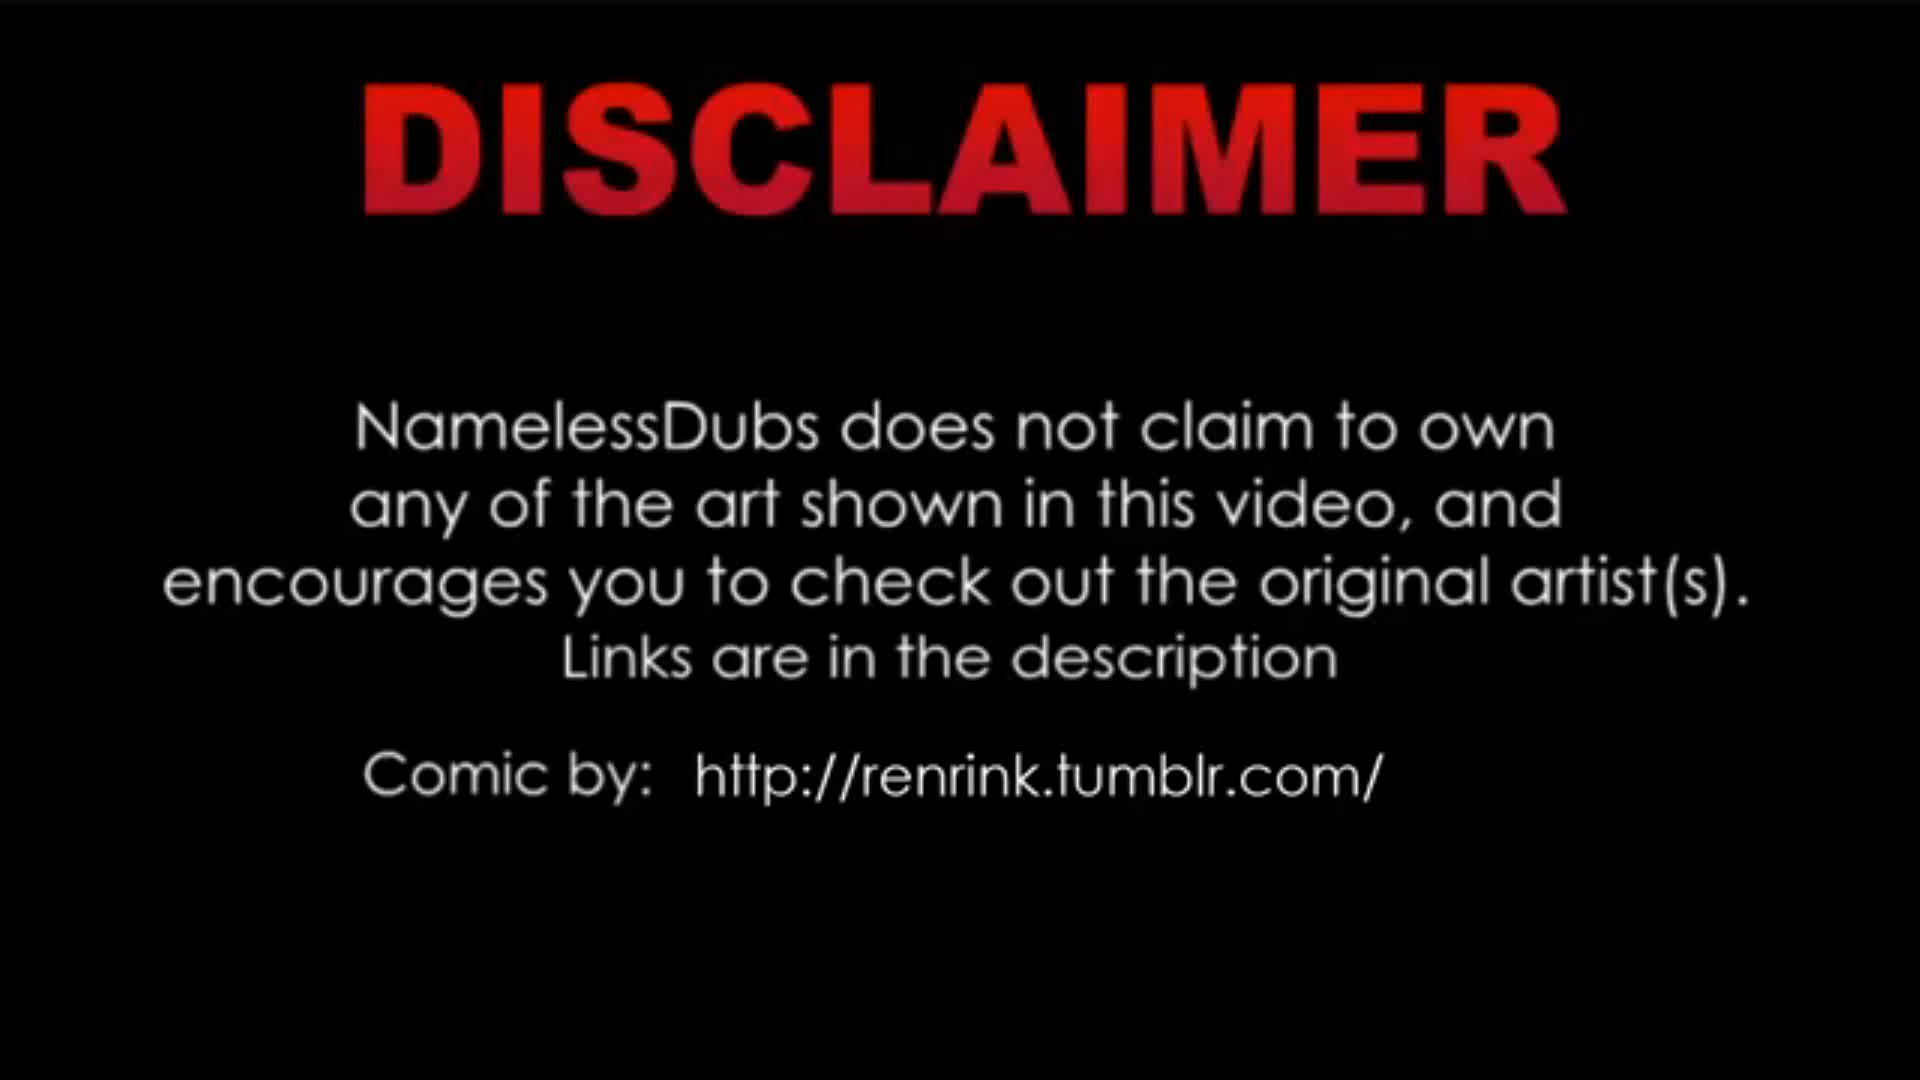 DISCLAIMER
NamelessDubs does not claim to own
any of the art shown in this video, and
encourages you to check out the original artist(s).
Links are in the description
Comic by: http://renrink.tumblr.com/